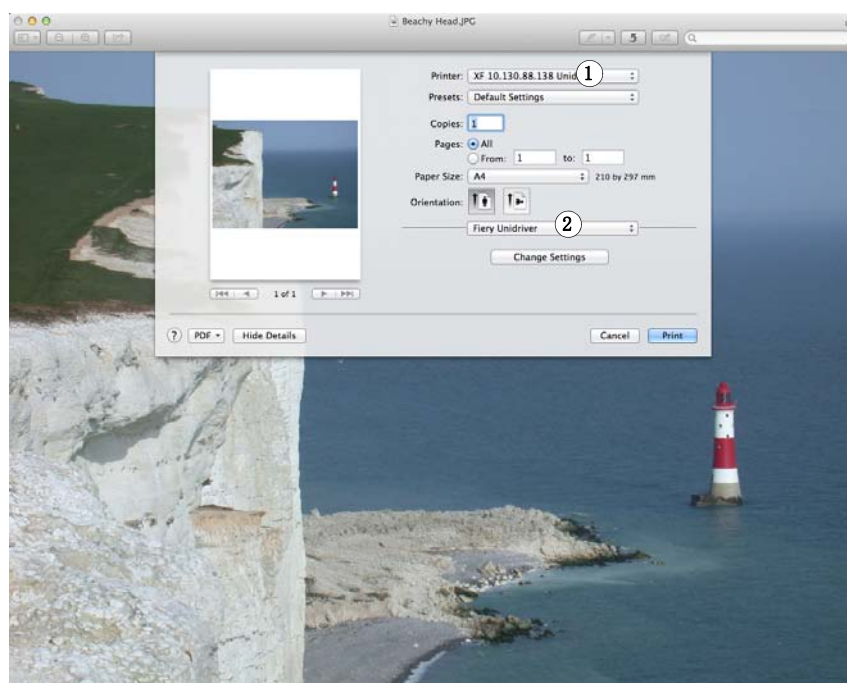 Beachy Head.JPG
5
Printer: XF 10.130.88.138 Unid 1
Presets: Default Settings
Copies: 1
Pages: All
From: 1 to: 1
Paper Size: A4 210 by 297 mm
Orientation:
Fiery Unidriver 2
Change Settings
1 of 1
? PDF Hide Details Cancel Print